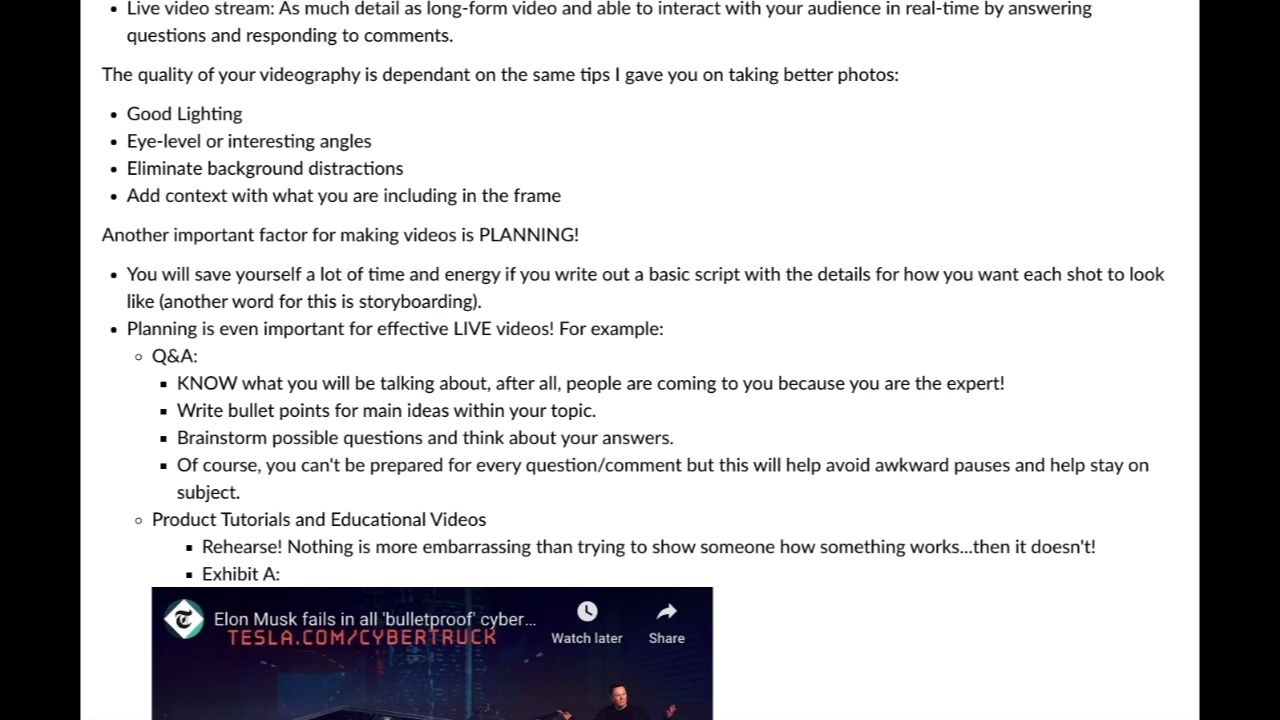 Live video stream: As much detail as long-form video and able to interact with your audience in real-time by answering
questions and responding to comments.
The quality of your videography is dependant on the same tips I gave you on taking better photos:
Good Lighting
Eye-level or interesting angles
Eliminate background distractions
Add context with what you are including in the frame
Another important factor for making videos is PLANNING!
You will save yourself a lot of time and energy if you write out a basic script with the details for how you want each shot to look
like (another word for this is storyboarding).
Planning is even important for effective LIVE videos! For example:
Q&A:
KNOW what you will be talking about, after all, people are coming to you because you are the expert!
Write bullet points for main ideas within your topic.
Brainstorm possible questions and think about your answers.
Of course, you can't be prepared for every question/comment but this will help avoid awkward pauses and help stay on
subject.
Product Tutorials and Educational Videos
Rehearse! Nothing is more embarrassing than trying to show someone how something works...then it doesn't!
Exhibit A:
Elon Musk fails in all 'bulletproof' cyber...
TESLA.COM/CYBERTRUCK
Watch later
Share